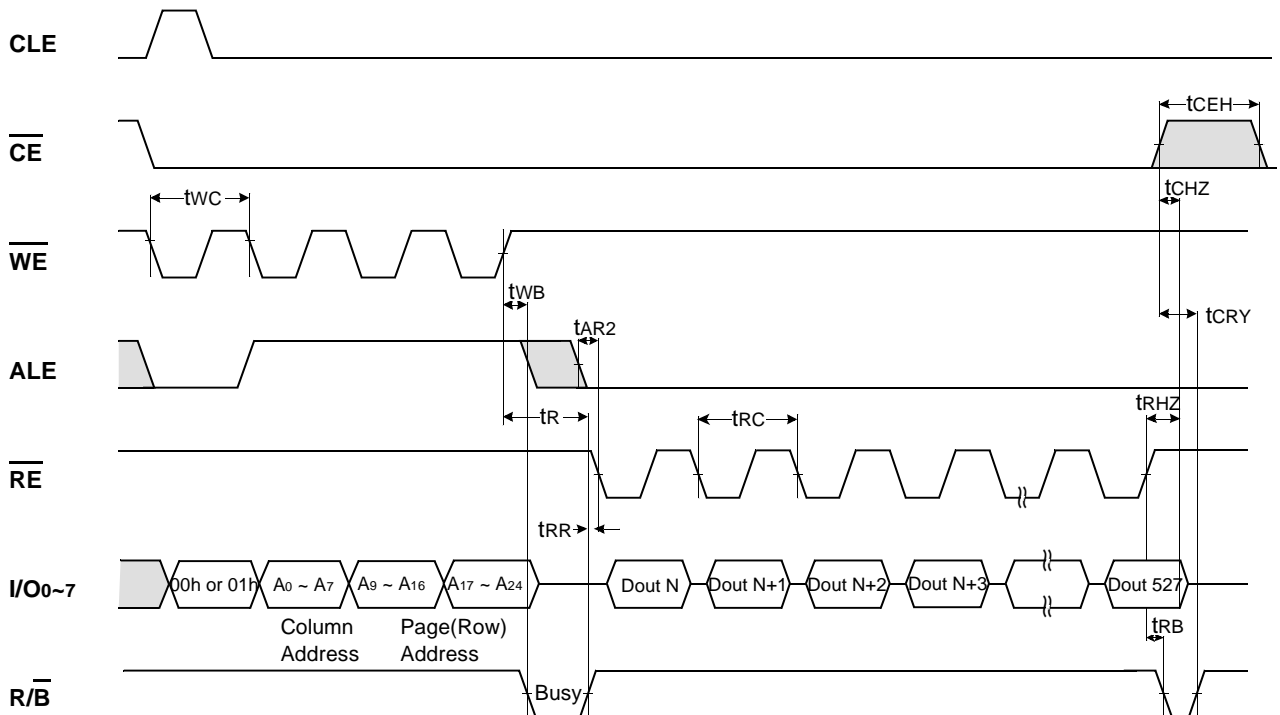 CLE
tCEH
CE
tWC
tCHZ
WE
tWB
tAR2
tCRY
ALE
tR
tRC
tRHZ
RE
tRR
I/O0~7
00h or 01h
A0 ~ A7
A9 ~ A16
A17 ~ A24
Dout N
Dout N+1
Dout N+2
Dout N+3
Dout 527
Column
Address
Page(Row)
Address
tRB
R/B
Busy